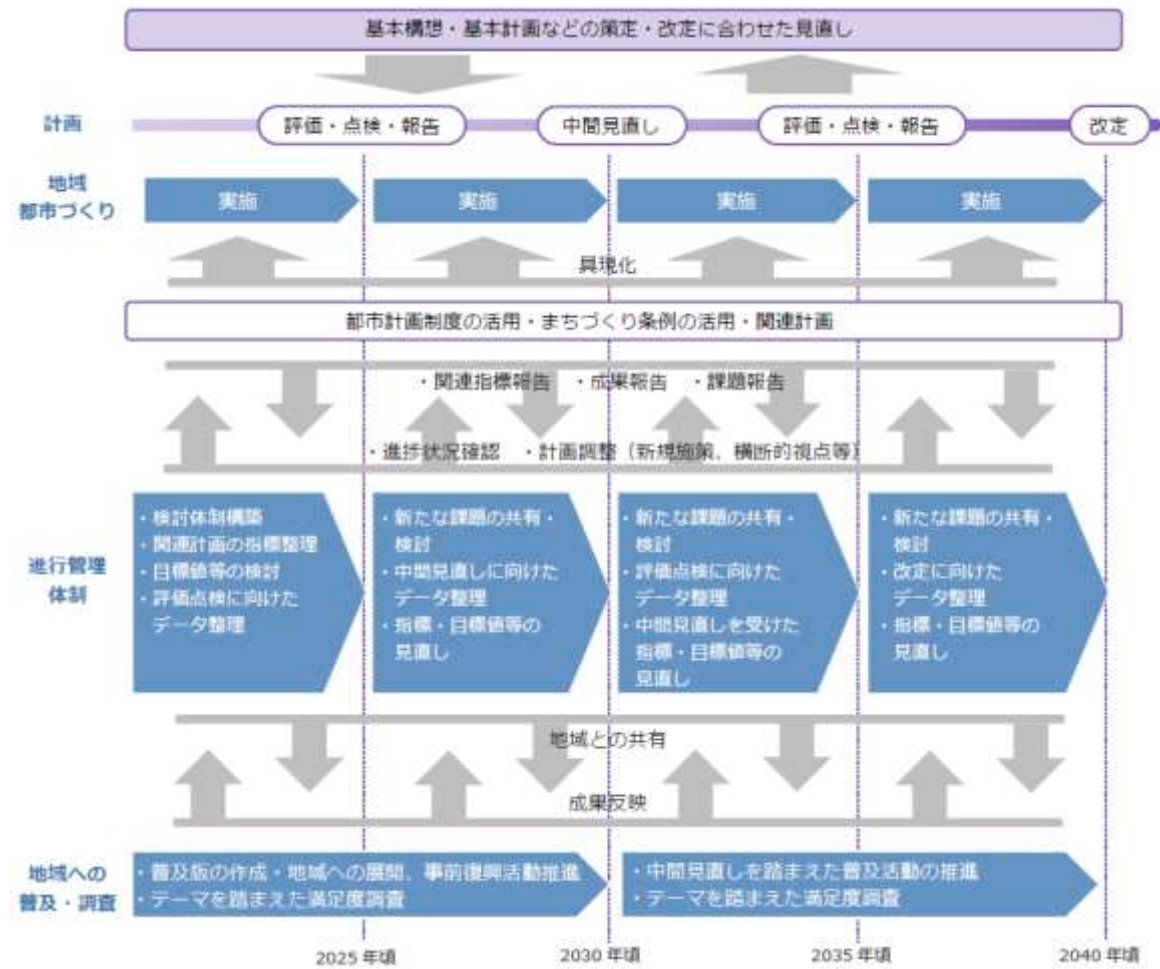 基本構想・基本計画などの策定・改定に合わせた見直し
計画
評価・点検・報告
中間見直し
評価・点検・報告
改定
地域
都市づくり
実施
実施
実施
実施
具現化
都市計画制度の活用・まちづくり条例の活用・関連計画
・関連指標報告　・成果報告　・課題報告
・進捗状況確認　・計画調整（新規施策、横断的視点等）
進行管理
体制
・検討体制構築
・関連計画の指標整理
・目標値等の検討
・評価点検に向けた
データ整理
・新たな課題の共有・
検討
・中間見直しに向けた
データ整理
・指標・目標値等の
見直し
・新たな課題の共有・
検討
・評価点検に向けた
データ整理
・中間見直しを受けた
指標・目標値等の
見直し
・新たな課題の共有・
検討
・改定に向けた
データ整理
・指標・目標値等の
見直し
地域との共有
成果反映
地域への
普及・調査
・普及版の作成・地域への展開、事前復興活動推進
・テーマを踏まえた満足度調査
・中間見直しを踏まえた普及活動の推進
・テーマを踏まえた満足度調査
2025年頃
2030年頃
2035年頃
2040年頃